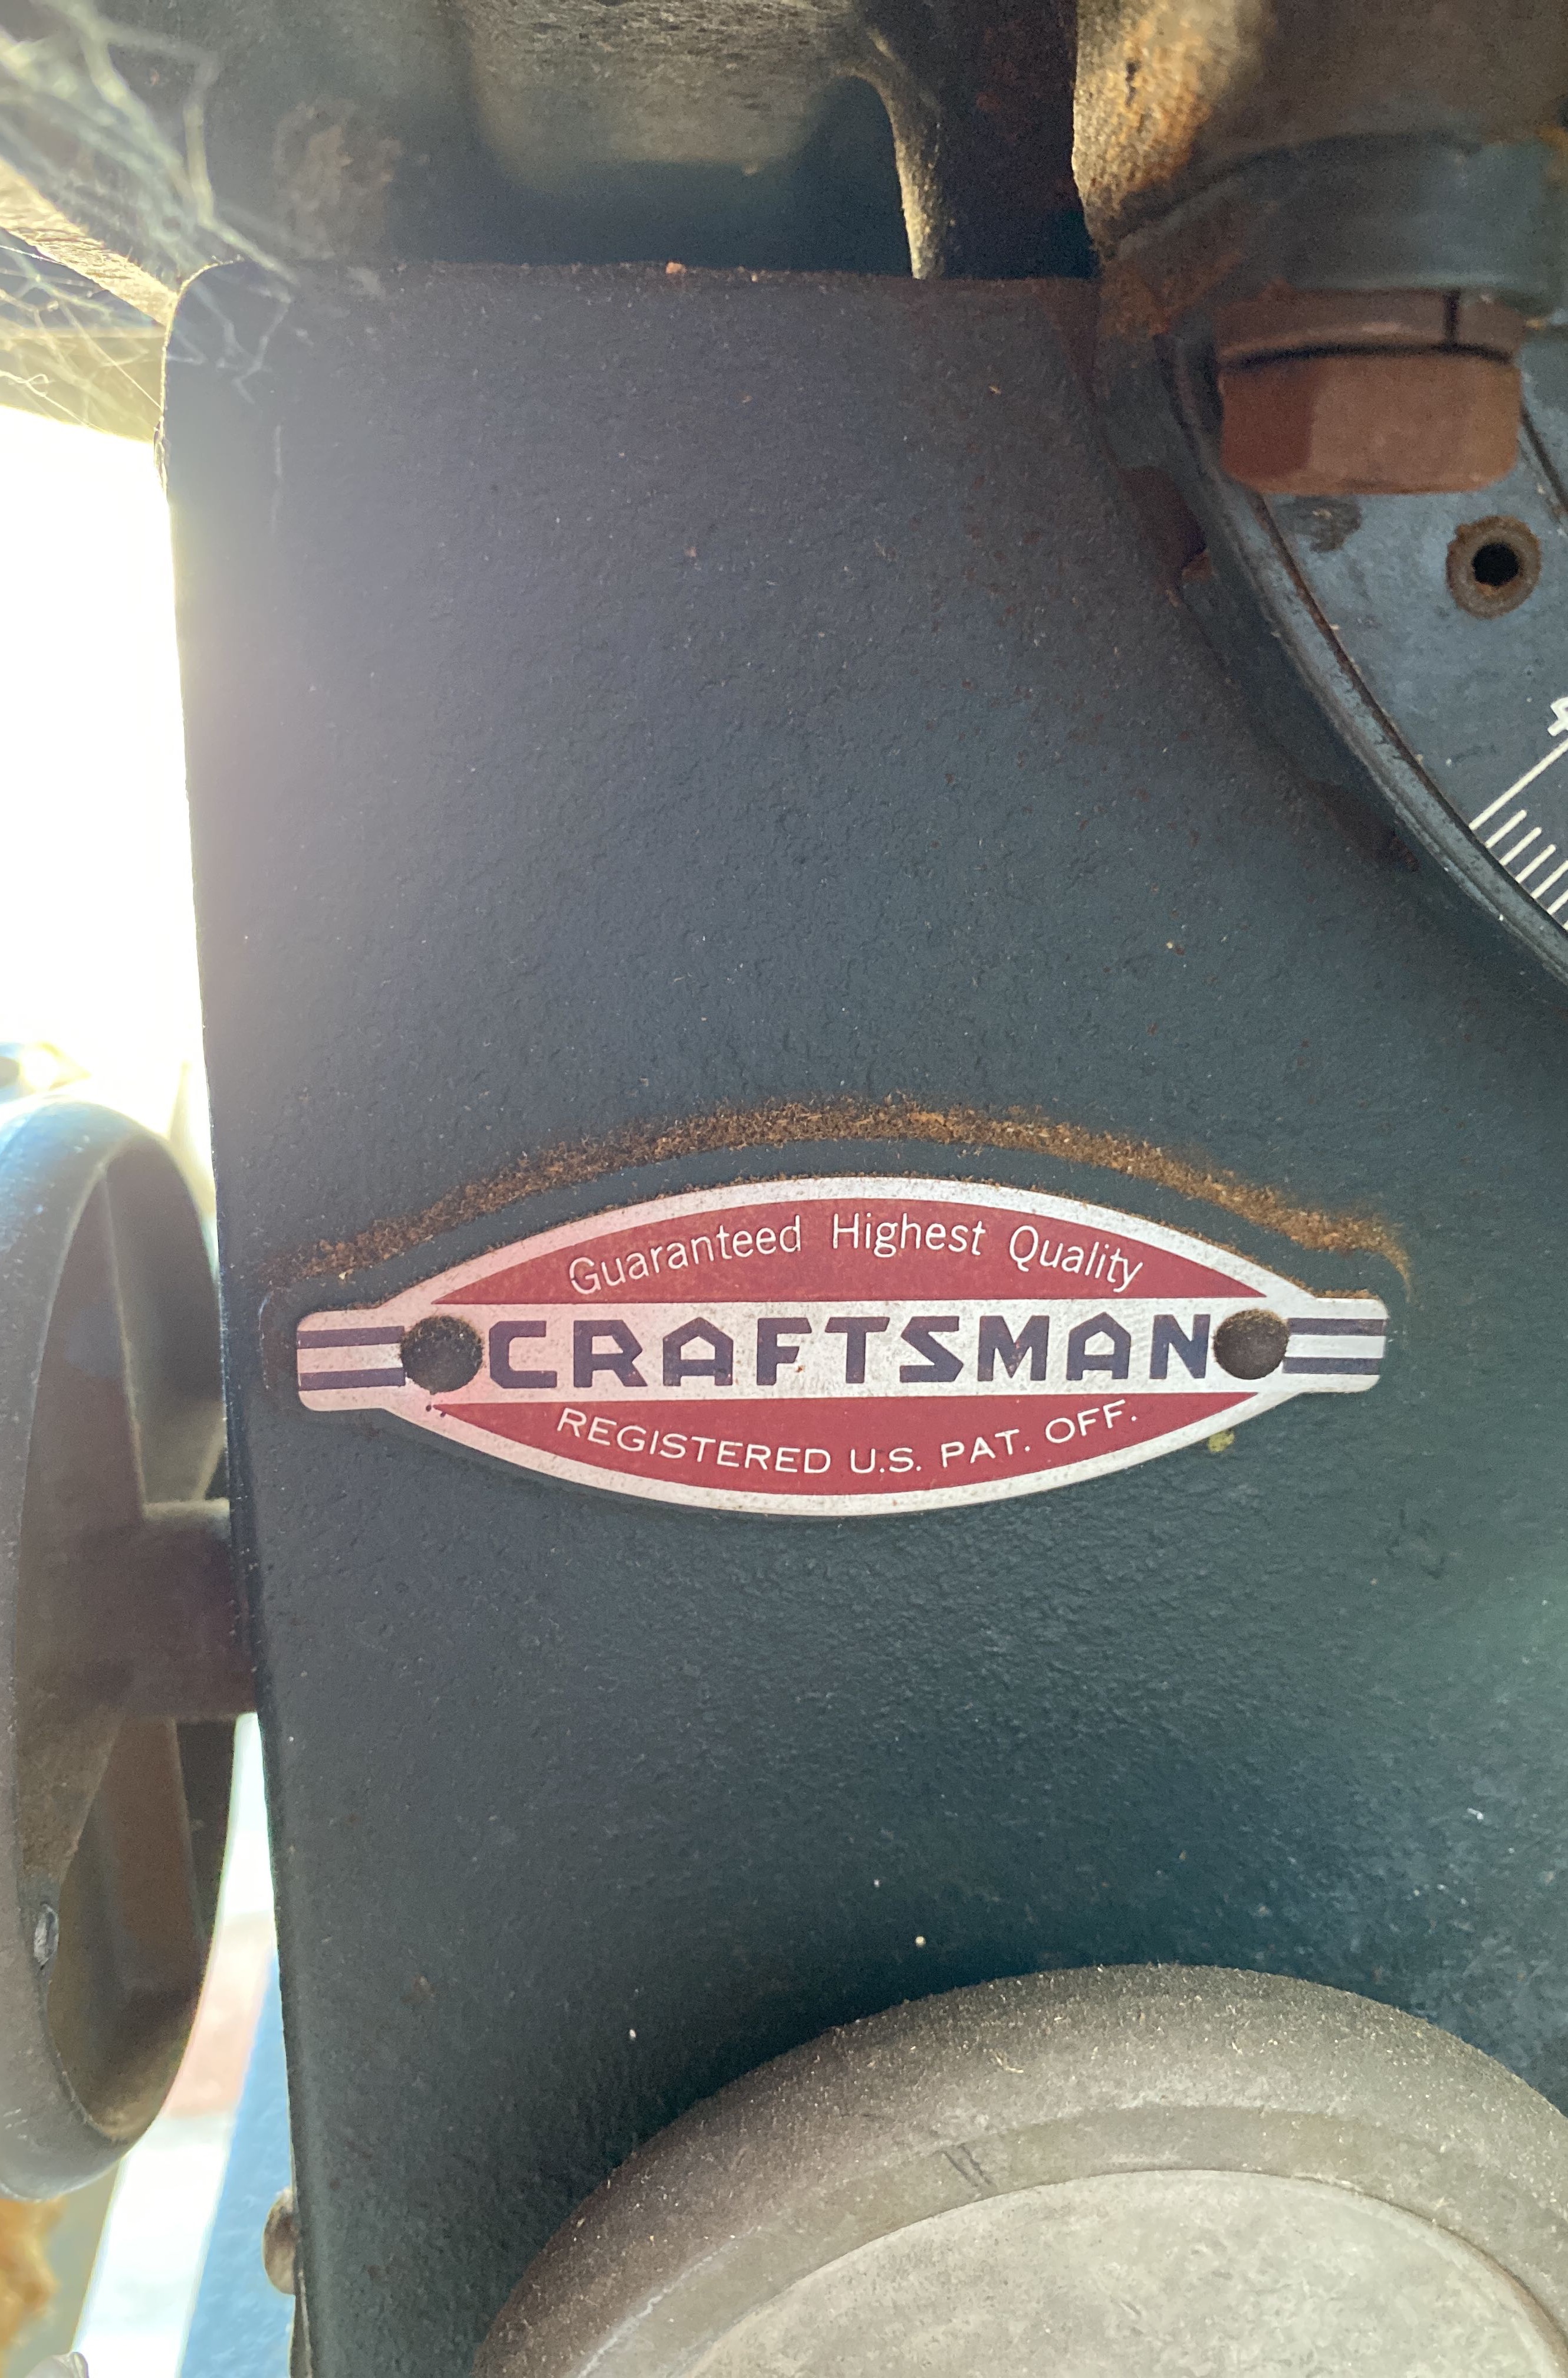 Guaranteed Highest Quality
CRAFTSMAN
REGISTERED U.S. PAT. OFF.